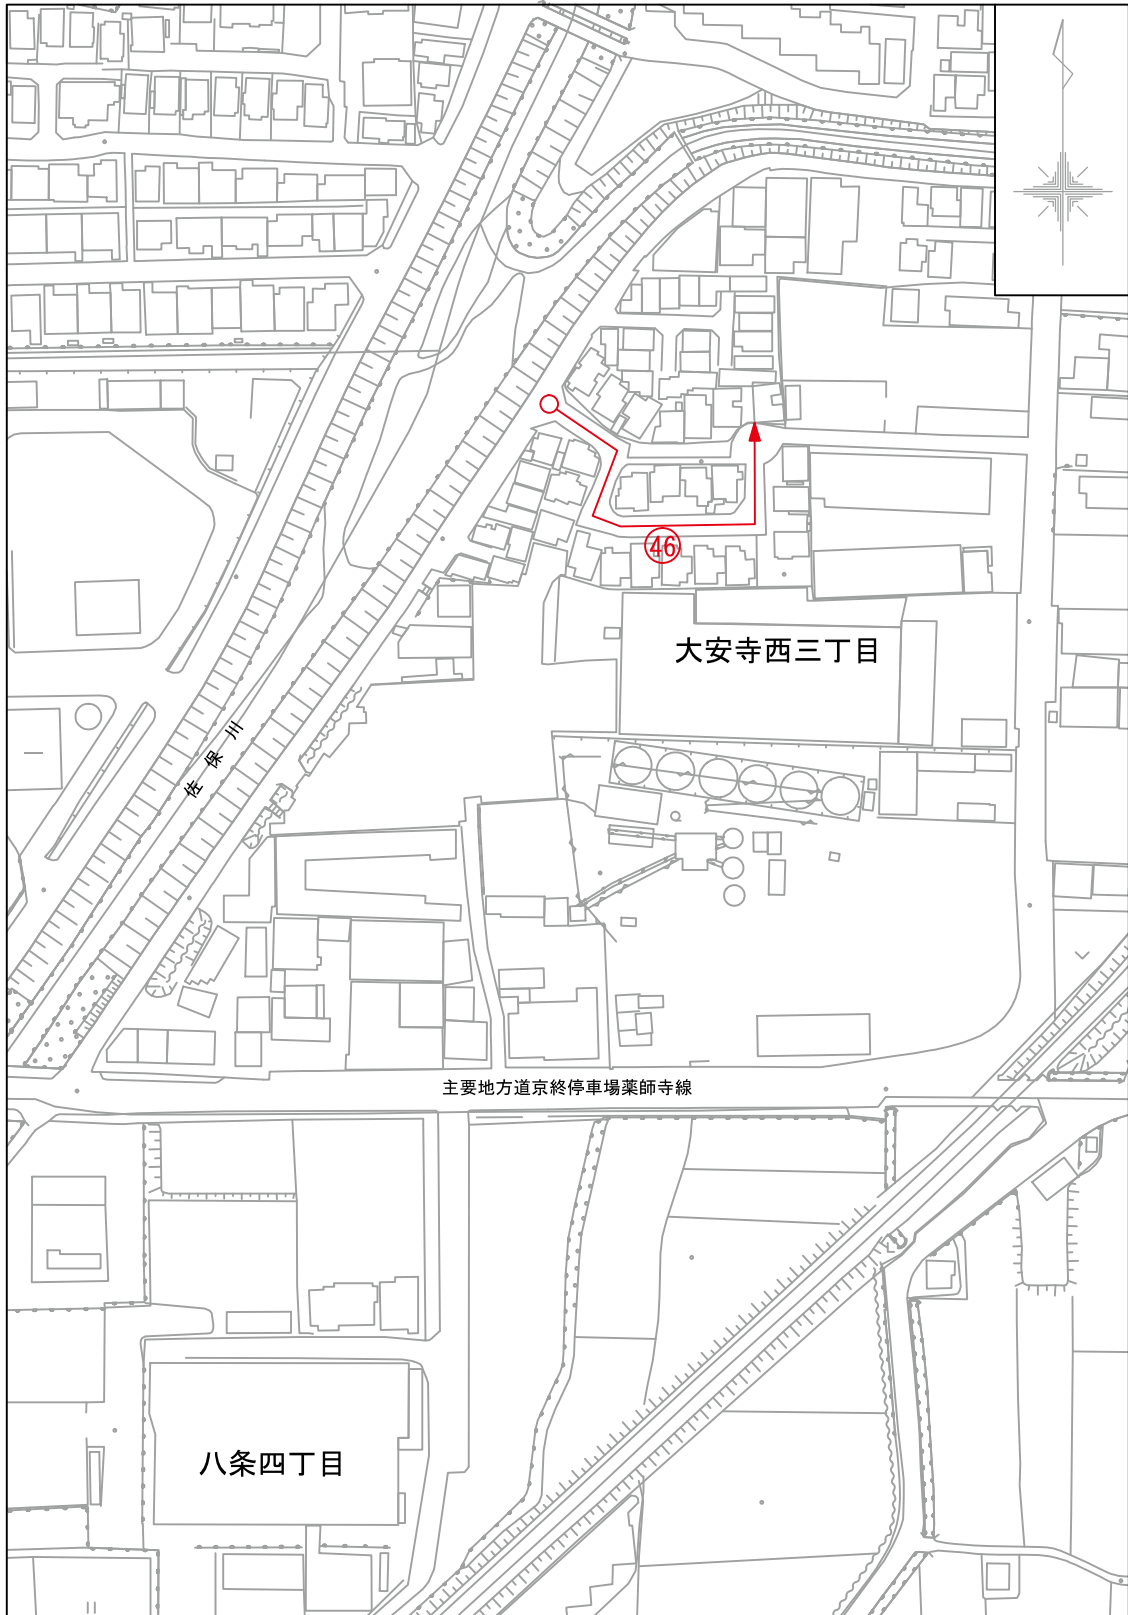 46
大安寺西三丁目
佐保川
主要地方道京終停車場薬師寺線
八条四丁目